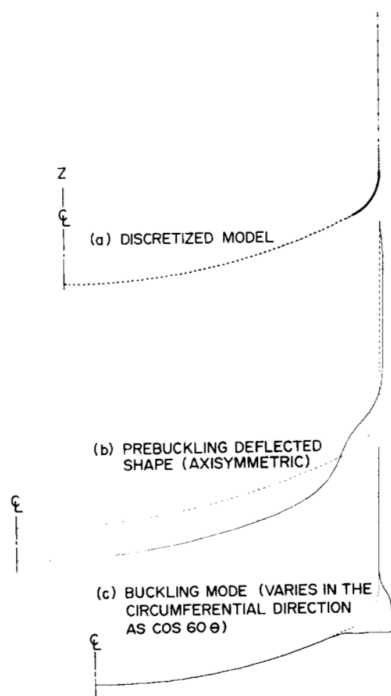 Z
℄
(a) DISCRETIZED MODEL
(b) PREBUCKLING DEFLECTED
SHAPE (AXISYMMETRIC)
℄
(c) BUCKLING MODE (VARIES IN THE
CIRCUMFERENTIAL DIRECTION
AS COS 60 θ)
℄